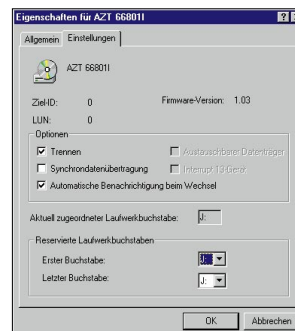 Eigenschaften für AZT 66801I
Allgemein
Einstellungen
AZT 66801I
Ziel-ID: 0
Firmware-Version: 1.03
LUN: 0
Optionen
Trennen
Austauschbarer Datenträger
Synchrondatenübertragung
Interrupt 13-Gerät
Automatische Benachrichtigung beim Wechsel
Aktuell zugeordneter Laufwerkbuchstabe: J:
Reservierte Laufwerkbuchstaben
Erster Buchstabe: J:
Letzter Buchstabe: J:
OK
Abbrechen